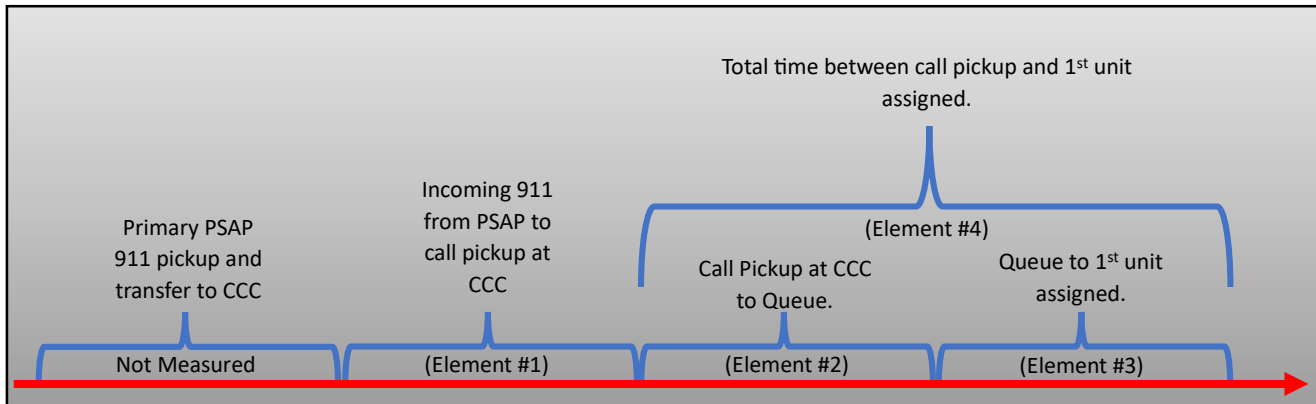 Total time between call pickup and 1st unit
assigned.
(Element #4)
Primary PSAP
911 pickup and
transfer to CCC
Not Measured
Incoming 911
from PSAP to
call pickup at
CCC
(Element #1)
Call Pickup at CCC
to Queue.
(Element #2)
Queue to 1st unit
assigned.
(Element #3)